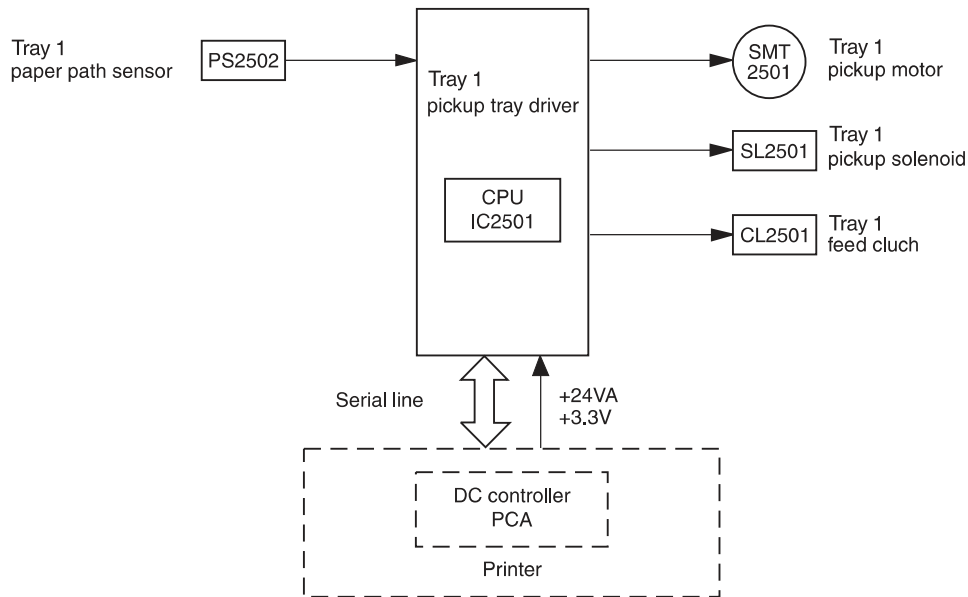 Tray 1
paper path sensor
PS2502
Tray 1
pickup tray driver
CPU
IC2501
SMT
2501
Tray 1
pickup motor
SL2501
Tray 1
pickup solenoid
CL2501
Tray 1
feed cluch
Serial line
+24VA
+3.3V
DC controller
PCA
Printer